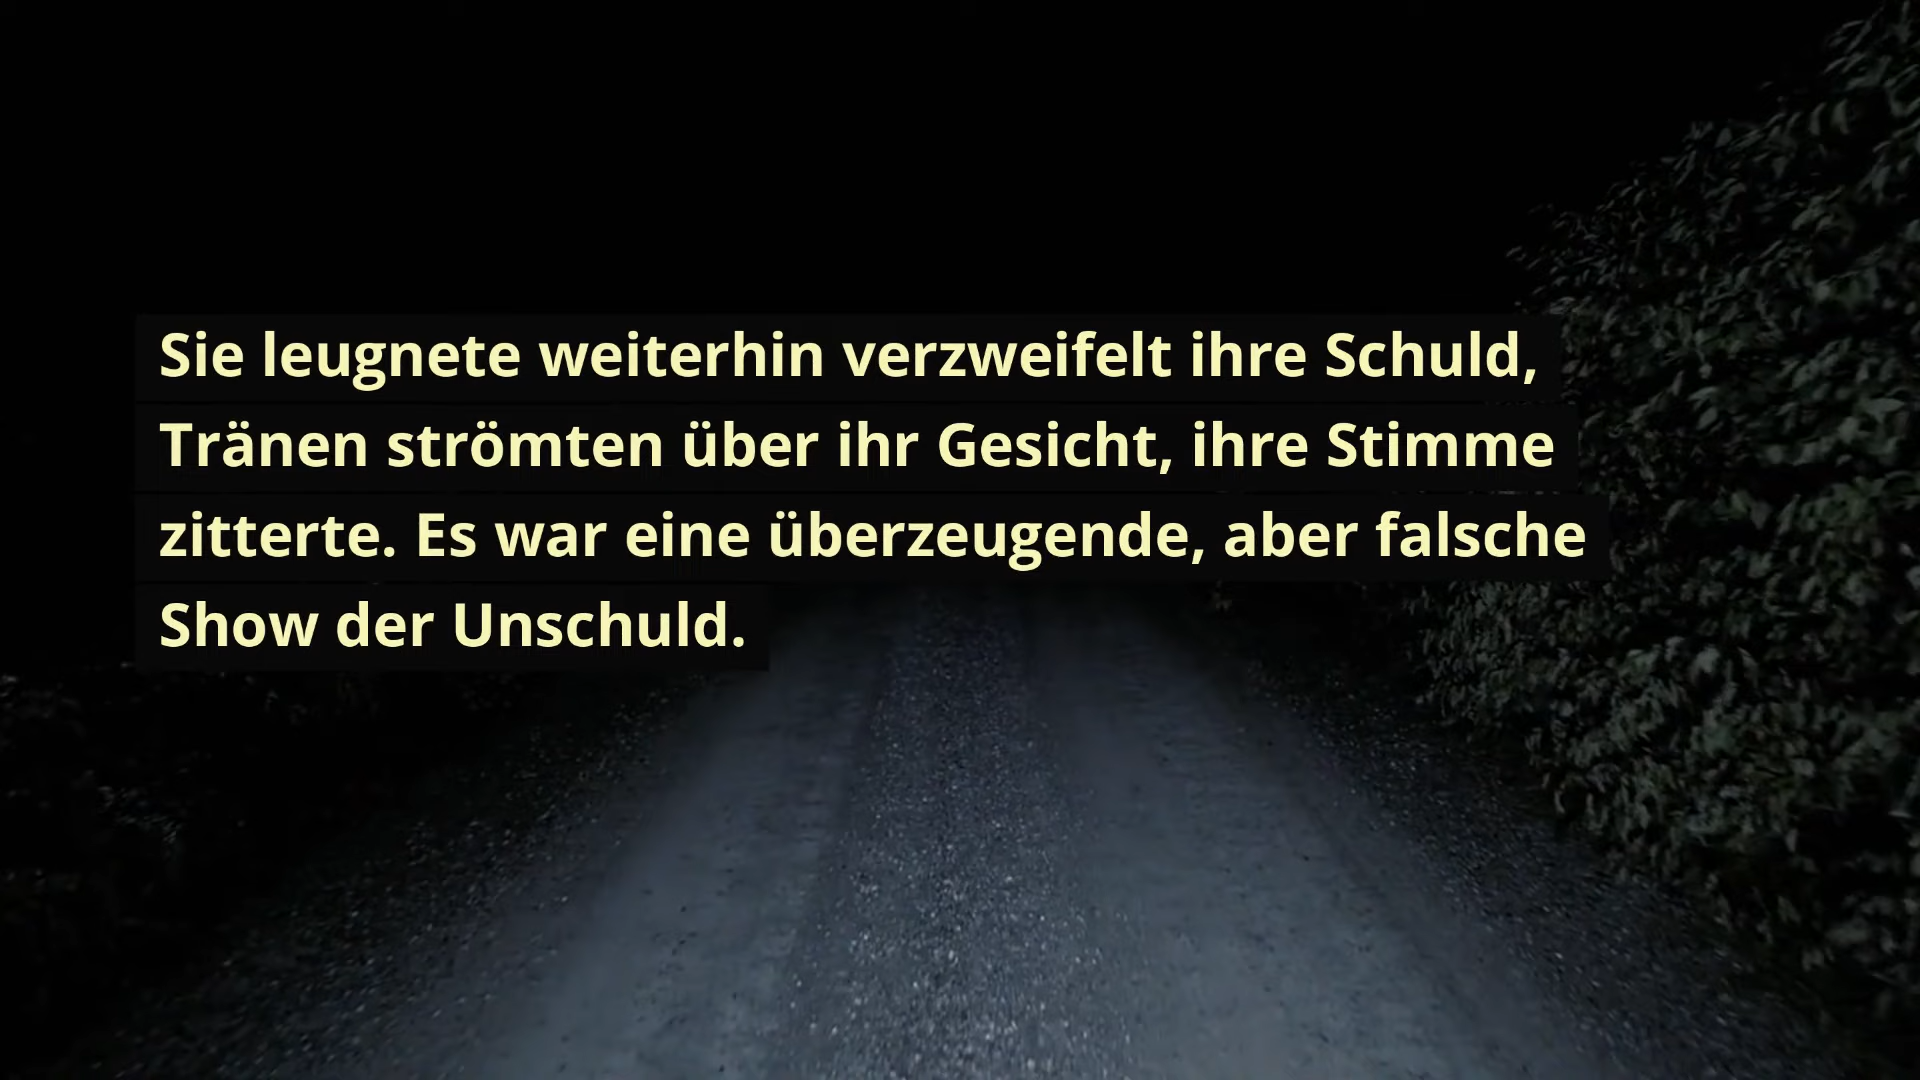 Sie leugnete weiterhin verzweifelt ihre Schuld,
Tränen strömten über ihr Gesicht, ihre Stimme
zitterte. Es war eine überzeugende, aber falsche
Show der Unschuld.